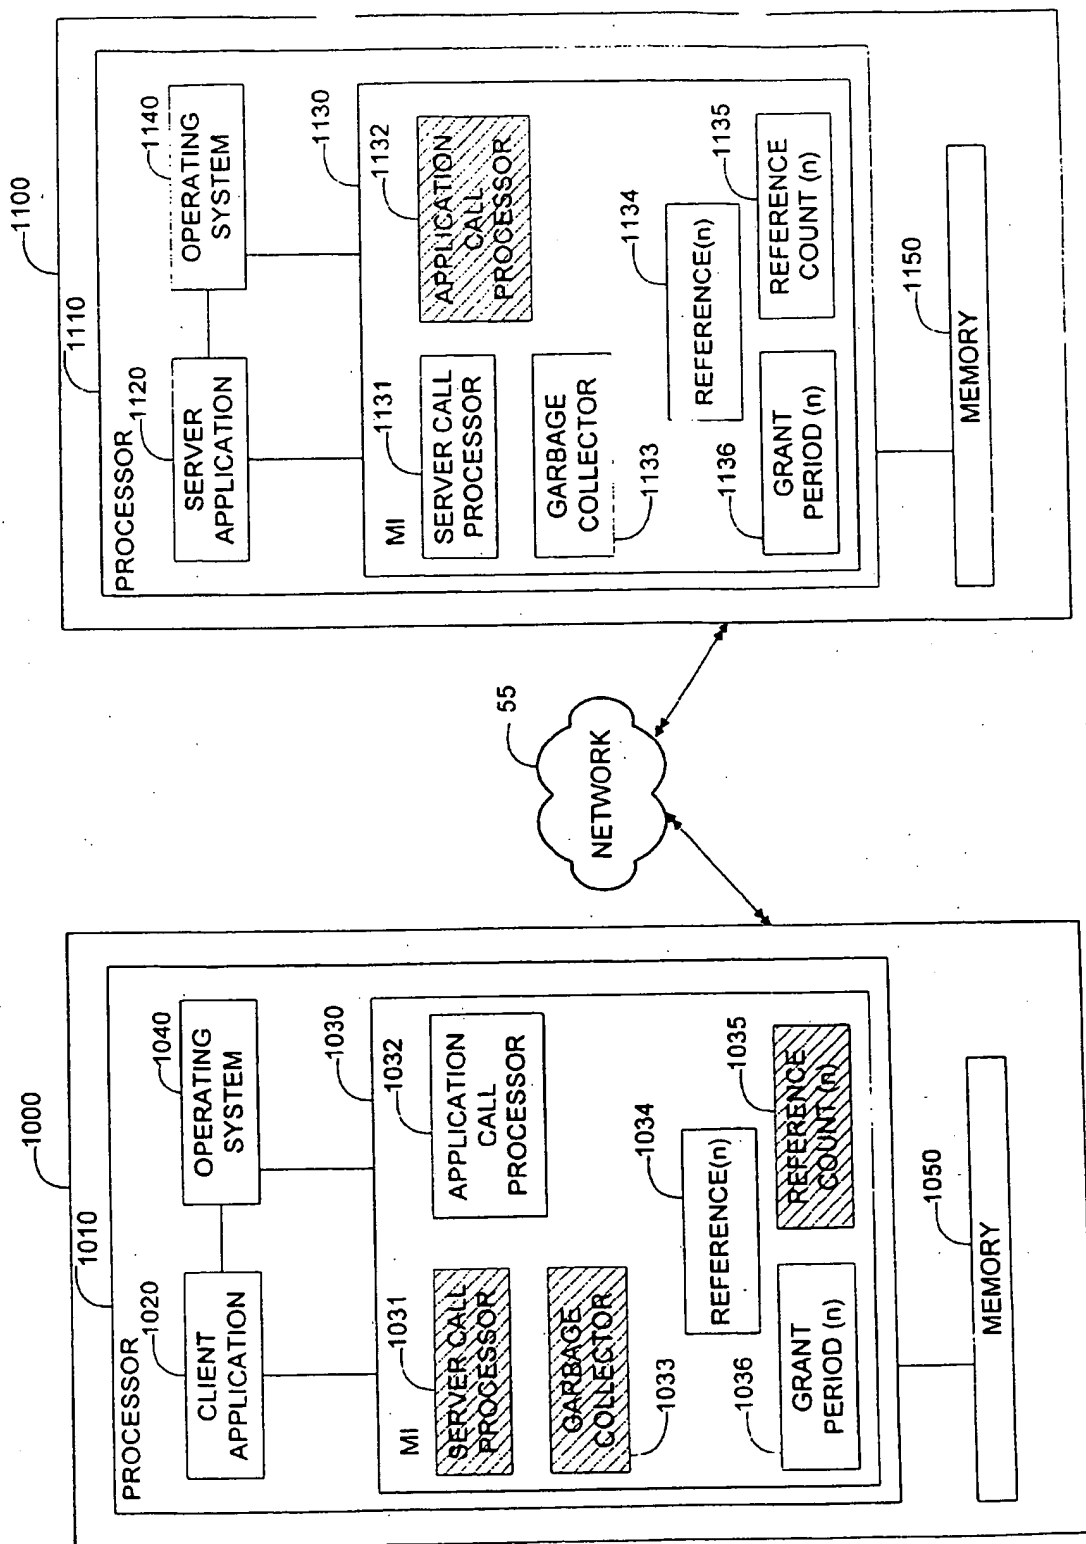 1000
1010
PROCESSOR
1020
CLIENT
APPLICATION
1040
OPERATING
SYSTEM
1030
MI
1031
SERVER CALL
PROCESSOR
1032
APPLICATION
CALL
PROCESSOR
GARBAGE
COLLECTOR
1033
1034
REFERENCE(n)
1035
REFERENCE
COUNT (n)
1036
GRANT
PERIOD (n)
1050
MEMORY
55
NETWORK
1100
1110
PROCESSOR
1120
SERVER
APPLICATION
1140
OPERATING
SYSTEM
1130
MI
1131
SERVER CALL
PROCESSOR
1132
APPLICATION
CALL
PROCESSOR
GARBAGE
COLLECTOR
1133
1134
REFERENCE(n)
1135
REFERENCE
COUNT (n)
1136
GRANT
PERIOD (n)
1150
MEMORY